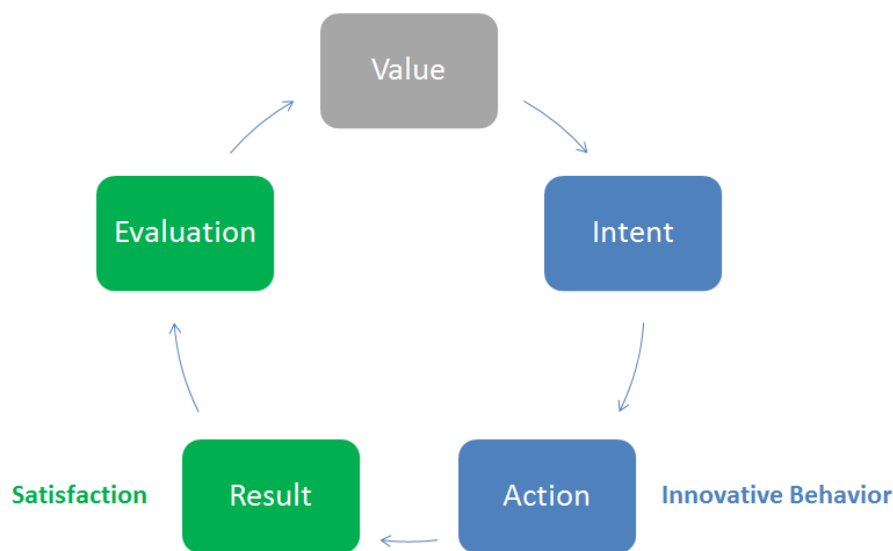 Value
Evaluation
Intent
Satisfaction
Result
Action
Innovative Behavior